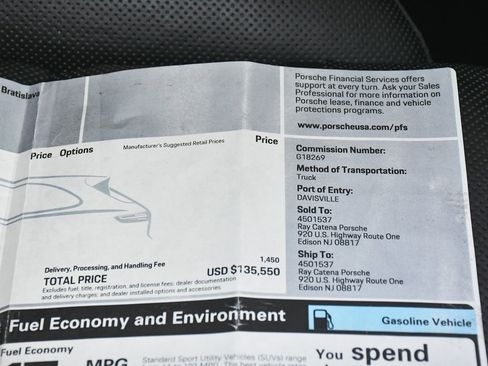 Bratislava
Porsche Financial Services offers
support at every turn. Ask your Sales
Professional for more information on
Porsche lease, finance and vehicle
protections programs.
www.porscheusa.com/pfs
Price Options Manufacturer's Suggested Retail Prices Price
Commission Number:
G18269
Method of Transportation:
Truck
Port of Entry:
DAVISVILLE
Sold To:
4501537
Ray Catena Porsche
920 U.S. Highway Route One
Edison NJ 08817
Ship To:
4501537
Ray Catena Porsche
920 U.S. Highway Route One
Edison NJ 08817
Delivery, Processing, and Handling Fee 1,450
TOTAL PRICE USD $135,550
Excludes fuel, title, registration, and license fees, dealer documentation
and delivery charges, and dealer installed options and accessories
Fuel Economy and Environment Gasoline Vehicle
Fuel Economy
MPG
Standard Sport Utility Vehicles (SUVs) range
You spend